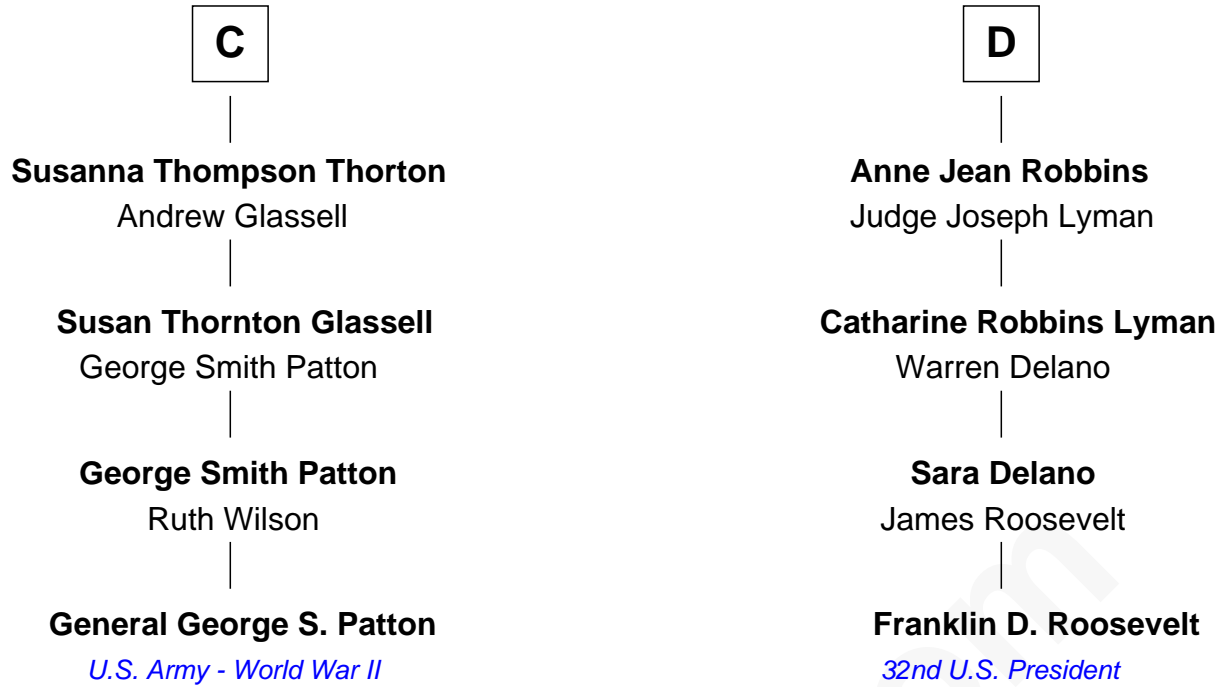 C
Susanna Thompson Thorton
Andrew Glassell
Susan Thornton Glassell
George Smith Patton
George Smith Patton
Ruth Wilson
General George S. Patton
U.S. Army - World War II
D
Anne Jean Robbins
Judge Joseph Lyman
Catharine Robbins Lyman
Warren Delano
Sara Delano
James Roosevelt
Franklin D. Roosevelt
32nd U.S. President